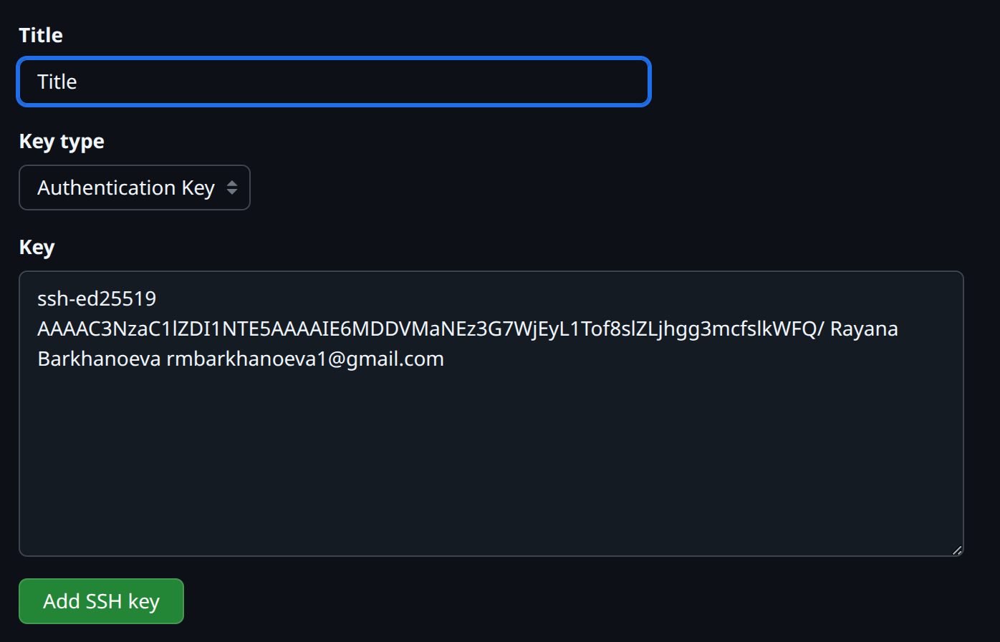 Title
Title
Key type
Authentication Key
Key
ssh-ed25519
AAAAC3NzaC1lZDI1NTE5AAAAIE6MDDVMaNEz3G7WjEyL1Tof8slZLjhgg3mcfslkWFQ/ Rayana
Barkhanoeva rmbarkhanoeva1@gmail.com
Add SSH key